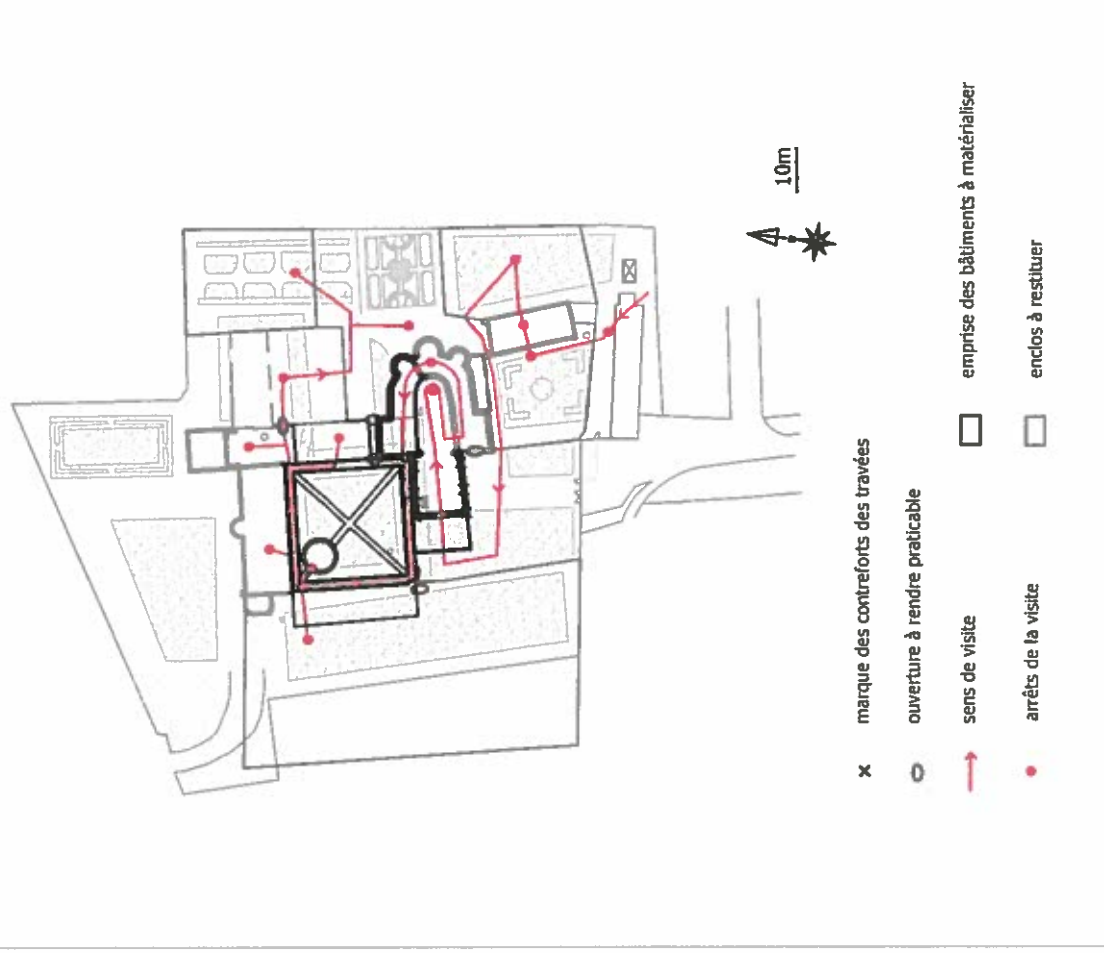 10m
marque des contreforts des travées
ouverture à rendre praticable
sens de visite
arrêts de la visite
emprise des bâtiments à matérialiser
enclos à restituer